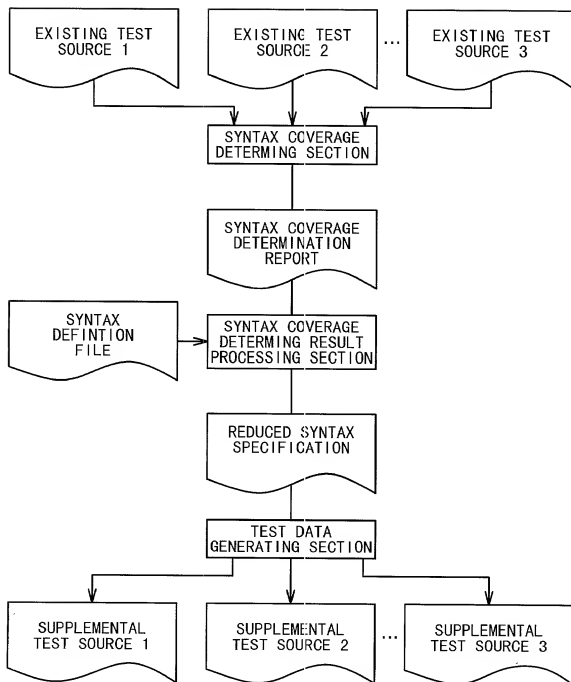 EXISTING TEST
SOURCE 1
EXISTING TEST
SOURCE 2
...
EXISTING TEST
SOURCE 3
SYNTAX COVERAGE
DETERMING SECTION
SYNTAX COVERAGE
DETERMINATION
REPORT
SYNTAX
DEFINTION
FILE
SYNTAX COVERAGE
DETERMING RESULT
PROCESSING SECTION
REDUCED SYNTAX
SPECIFICATION
TEST DATA
GENERATING SECTION
SUPPLEMENTAL
TEST SOURCE 1
SUPPLEMENTAL
TEST SOURCE 2
...
SUPPLEMENTAL
TEST SOURCE 3